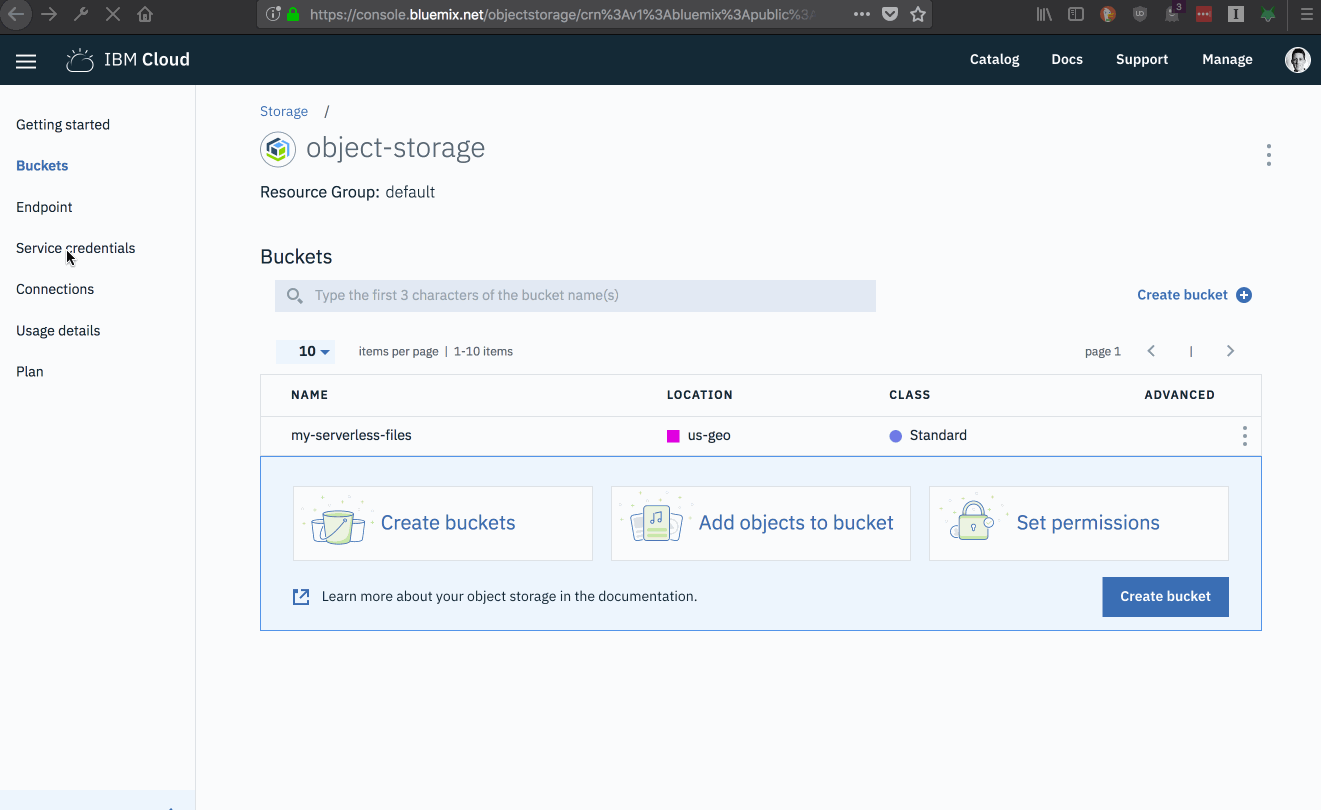 https://console.bluemix.net/objectstorage/crn%3Av1%3Abluemix%3Apublic%3A
3
IBM Cloud
Catalog Docs Support Manage
Getting started
Buckets
Endpoint
Service credentials
Connections
Usage details
Plan
Storage /
object-storage
Resource Group: default
Buckets
Type the first 3 characters of the bucket name(s)
Create bucket
10 items per page | 1-10 items
page 1
NAME LOCATION CLASS ADVANCED
my-serverless-files us-geo Standard
Create buckets
Add objects to bucket
Set permissions
Learn more about your object storage in the documentation.
Create bucket